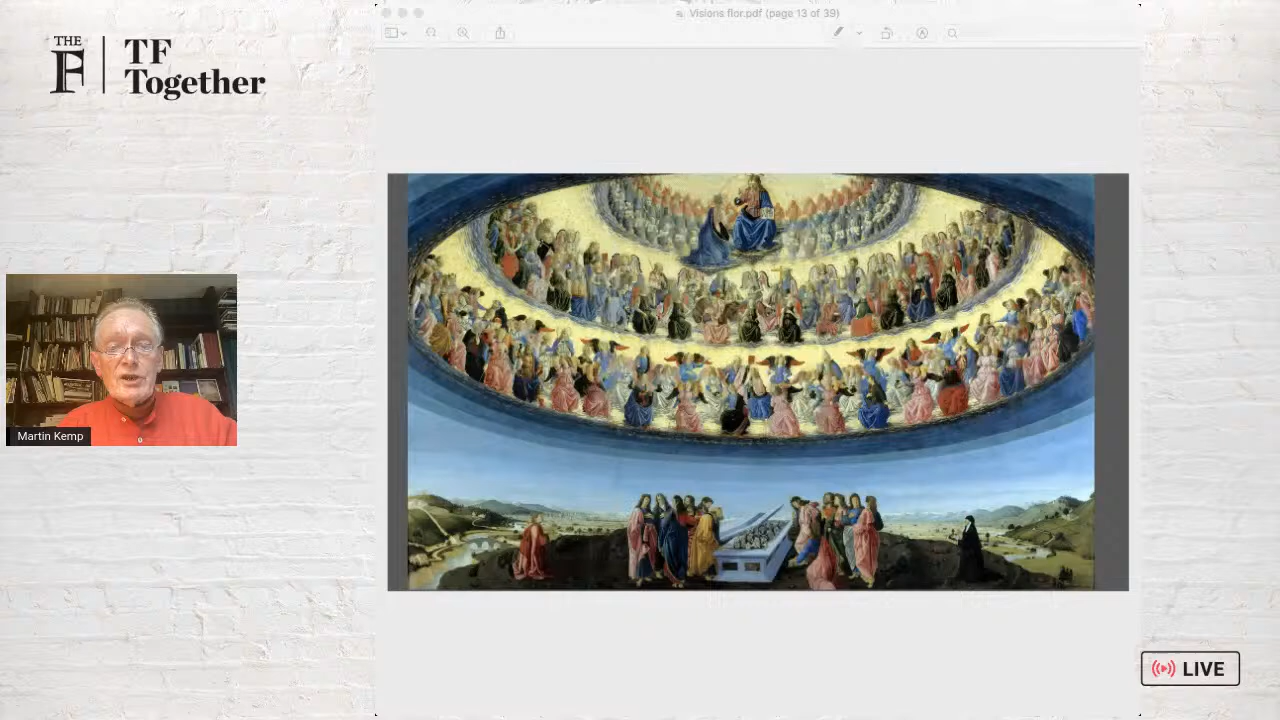 THE
F
TF
Together
Visions flor.pdf (page 13 of 39)
Martin Kemp
LIVE